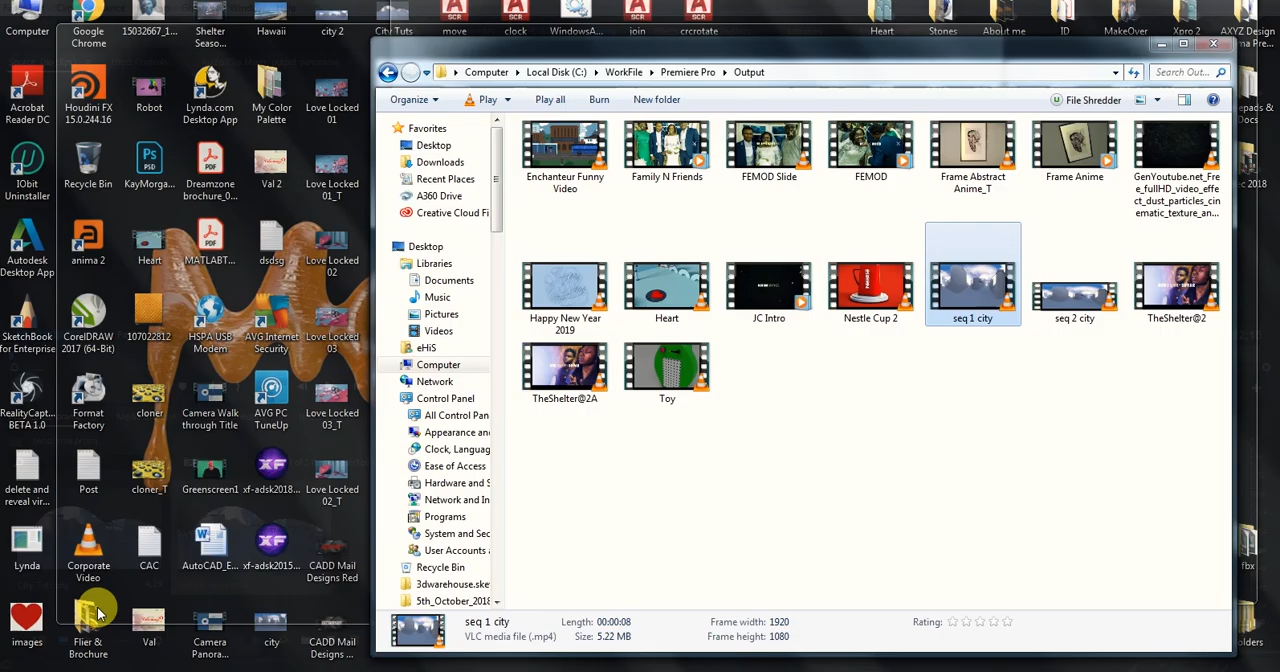 Computer
Google
Chrome
15032667_1...
Shelter
Seaso...
Hawaii
city 2
City Tuts
SCR
move
SCR
clock
WindowsA...
SCR
join
SCR
crcrotate
Heart
Stones
About me
ID
MakeOver
Xpro 2
AXYZ Design
Acrobat
Reader DC
Houdini FX
15.0.244.16
Robot
Lynda.com
Desktop App
My Color
Palette
Love Locked
01
IObit
Uninstaller
Recycle Bin
KayMorga...
Dreamzone
brochure_0...
Val 2
Love Locked
01_T
Autodesk
Desktop App
anima 2
Heart
MATLABT...
dsdsg
Love Locked
02
SketchBook
for Enterprise
CorelDRAW
2017 (64-Bit)
107022812
HSPA USB
Modem
AVG Internet
Security
Love Locked
03
RealityCapt...
BETA 1.0
Format
Factory
cloner
Camera Walk
through Title
AVG PC
TuneUp
Love Locked
03_T
delete and
reveal vir...
Post
cloner_T
Greenscreen1
xf-adsk2018...
Love Locked
02_T
Lynda
Corporate
Video
CAC
AutoCAD_E...
xf-adsk2015...
CADD Mail
Designs Red
images
Flier &
Brochure
Val
Camera
Panora...
city
CADD Mail
Designs ...
Computer
Local Disk (C:)
WorkFile
Premiere Pro
Output
Search Out...
Organize
Play
Play all
Burn
New folder
File Shredder
Favorites
Desktop
Downloads
Recent Places
A360 Drive
Creative Cloud Fi
Desktop
Libraries
Documents
Music
Pictures
Videos
eHiS
Computer
Network
Control Panel
All Control Pan
Appearance and
Clock, Languag
Ease of Access
Hardware and S
Network and In
Programs
System and Sec
User Accounts
Recycle Bin
3dwarehouse.ske
5th_October_2018
Enchanteur Funny
Video
Family N Friends
FEMOD Slide
FEMOD
Frame Abstract
Anime_T
Frame Anime
GenYoutube.net_Fre
e_fullHD_video_effe
ct_dust_particles_cin
ematic_texture_an...
Happy New Year
2019
Heart
JC Intro
Nestle Cup 2
seq 1 city
seq 2 city
TheShelter@2
TheShelter@2A
Toy
seq 1 city
VLC media file (.mp4)
Length: 00:00:08
Size: 5.22 MB
Frame width: 1920
Frame height: 1080
Rating:
fbx